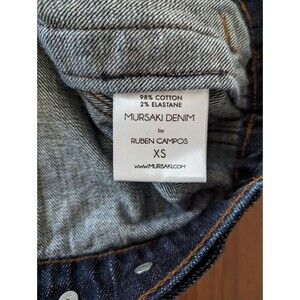 98% COTTON
2% ELASTANE
MURSAKI DENIM
by
RUBEN CAMPOS
XS
WWW.MURSAKI.COM